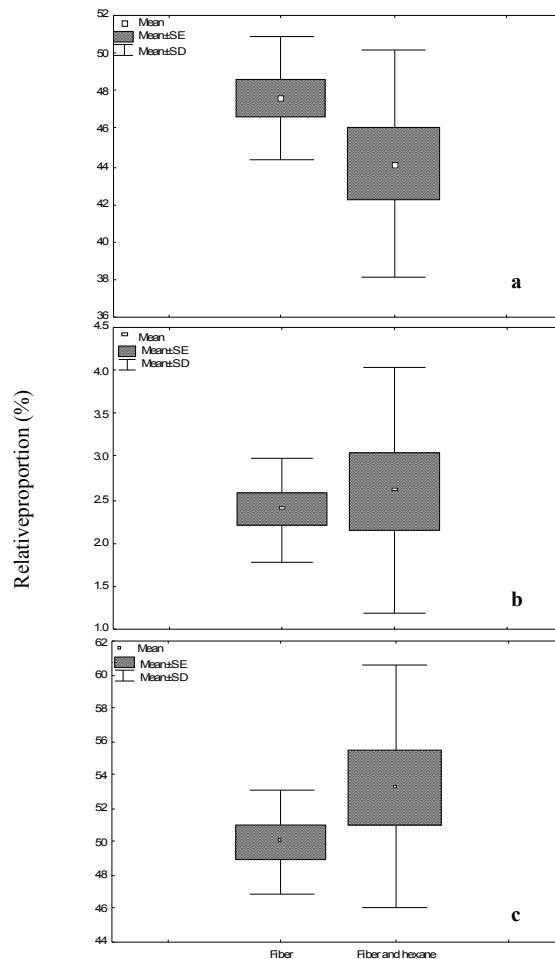 Relativeproportion (%)
52
50
48
46
44
42
40
38
36
Mean
Mean±SE
Mean±SD
a
4.5
4.0
3.5
3.0
2.5
2.0
1.5
1.0
Mean
Mean±SE
Mean±SD
b
62
60
58
56
54
52
50
48
46
44
Mean
Mean±SE
Mean±SD
c
Fiber Fiber and hexane